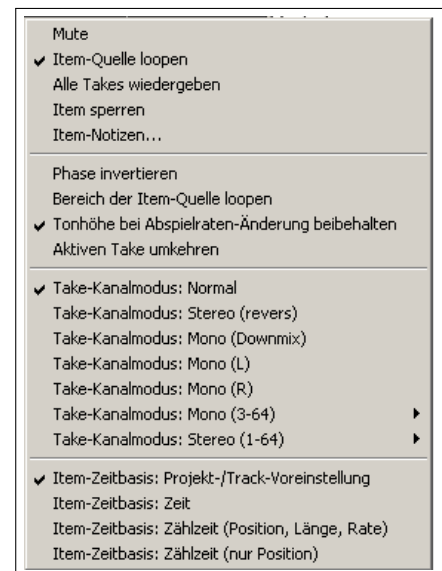 Mute
Item-Quelle loopen
Alle Takes wiedergeben
Item sperren
Item-Notizen...
Phase invertieren
Bereich der Item-Quelle loopen
Tonhöhe bei Abspielraten-Änderung beibehalten
Aktiven Take umkehren
Take-Kanalmodus: Normal
Take-Kanalmodus: Stereo (revers)
Take-Kanalmodus: Mono (Downmix)
Take-Kanalmodus: Mono (L)
Take-Kanalmodus: Mono (R)
Take-Kanalmodus: Mono (3-64)
Take-Kanalmodus: Stereo (1-64)
Item-Zeitbasis: Projekt-/Track-Voreinstellung
Item-Zeitbasis: Zeit
Item-Zeitbasis: Zählzeit (Position, Länge, Rate)
Item-Zeitbasis: Zählzeit (nur Position)